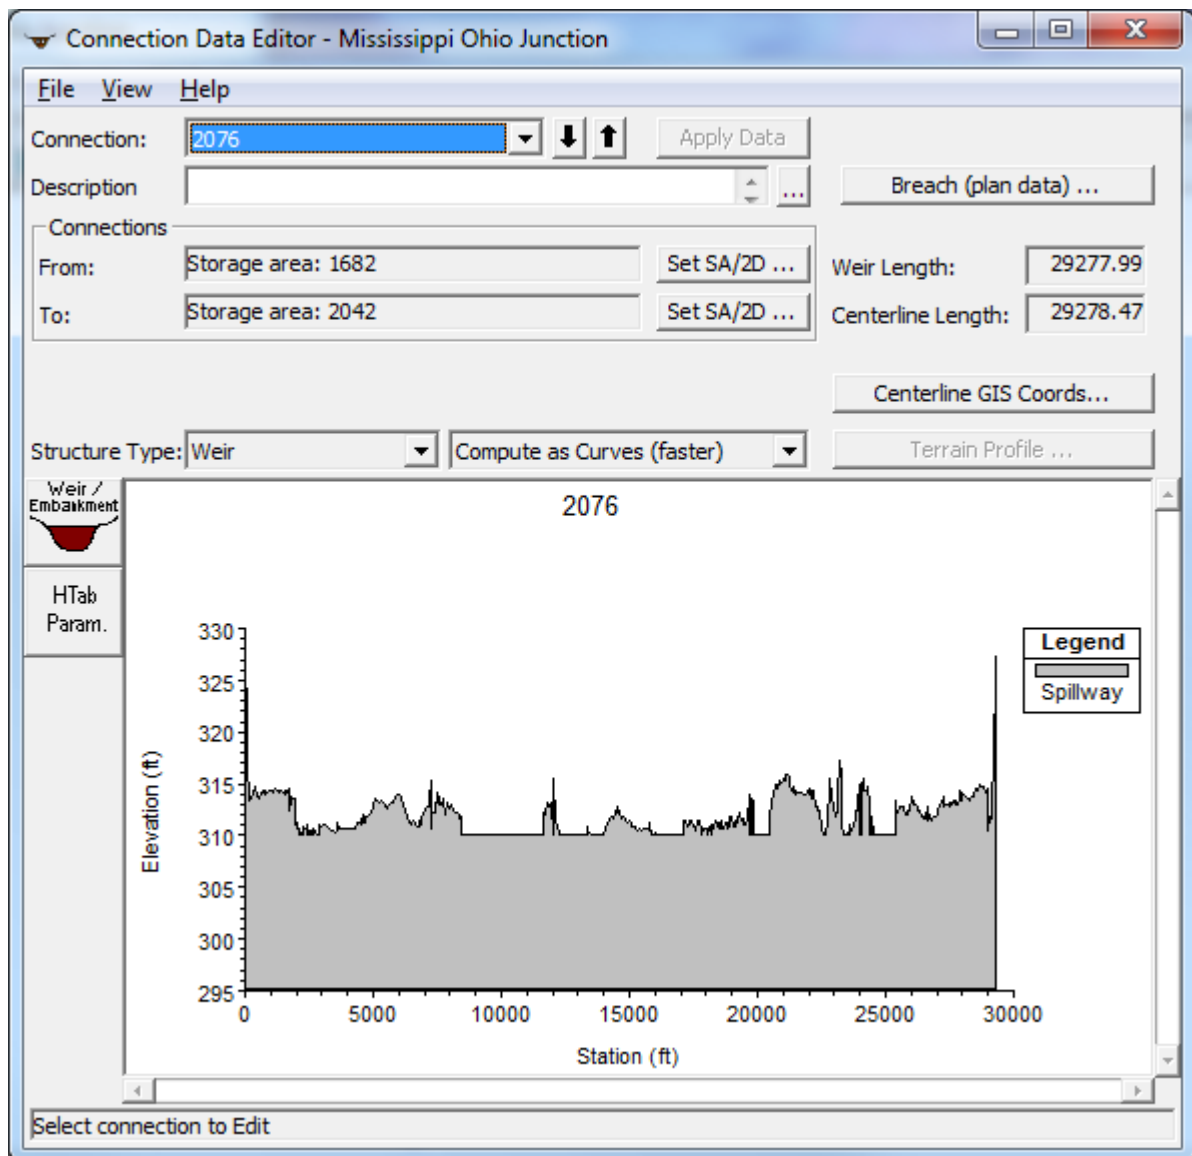 Connection Data Editor - Mississippi Ohio Junction
File View Help
Connection: 2076 Apply Data
Description ... Breach (plan data) ...
Connections
From: Storage area: 1682 Set SA/2D ... Weir Length: 29277.99
To: Storage area: 2042 Set SA/2D ... Centerline Length: 29278.47
Centerline GIS Coords...
Structure Type: Weir Compute as Curves (faster) Terrain Profile ...
Weir /
Embankment
HTab
Param.
2076
330
325
320
315
310
305
300
295
Elevation (ft)
0 5000 10000 15000 20000 25000 30000
Station (ft)
Legend
Spillway
Select connection to Edit